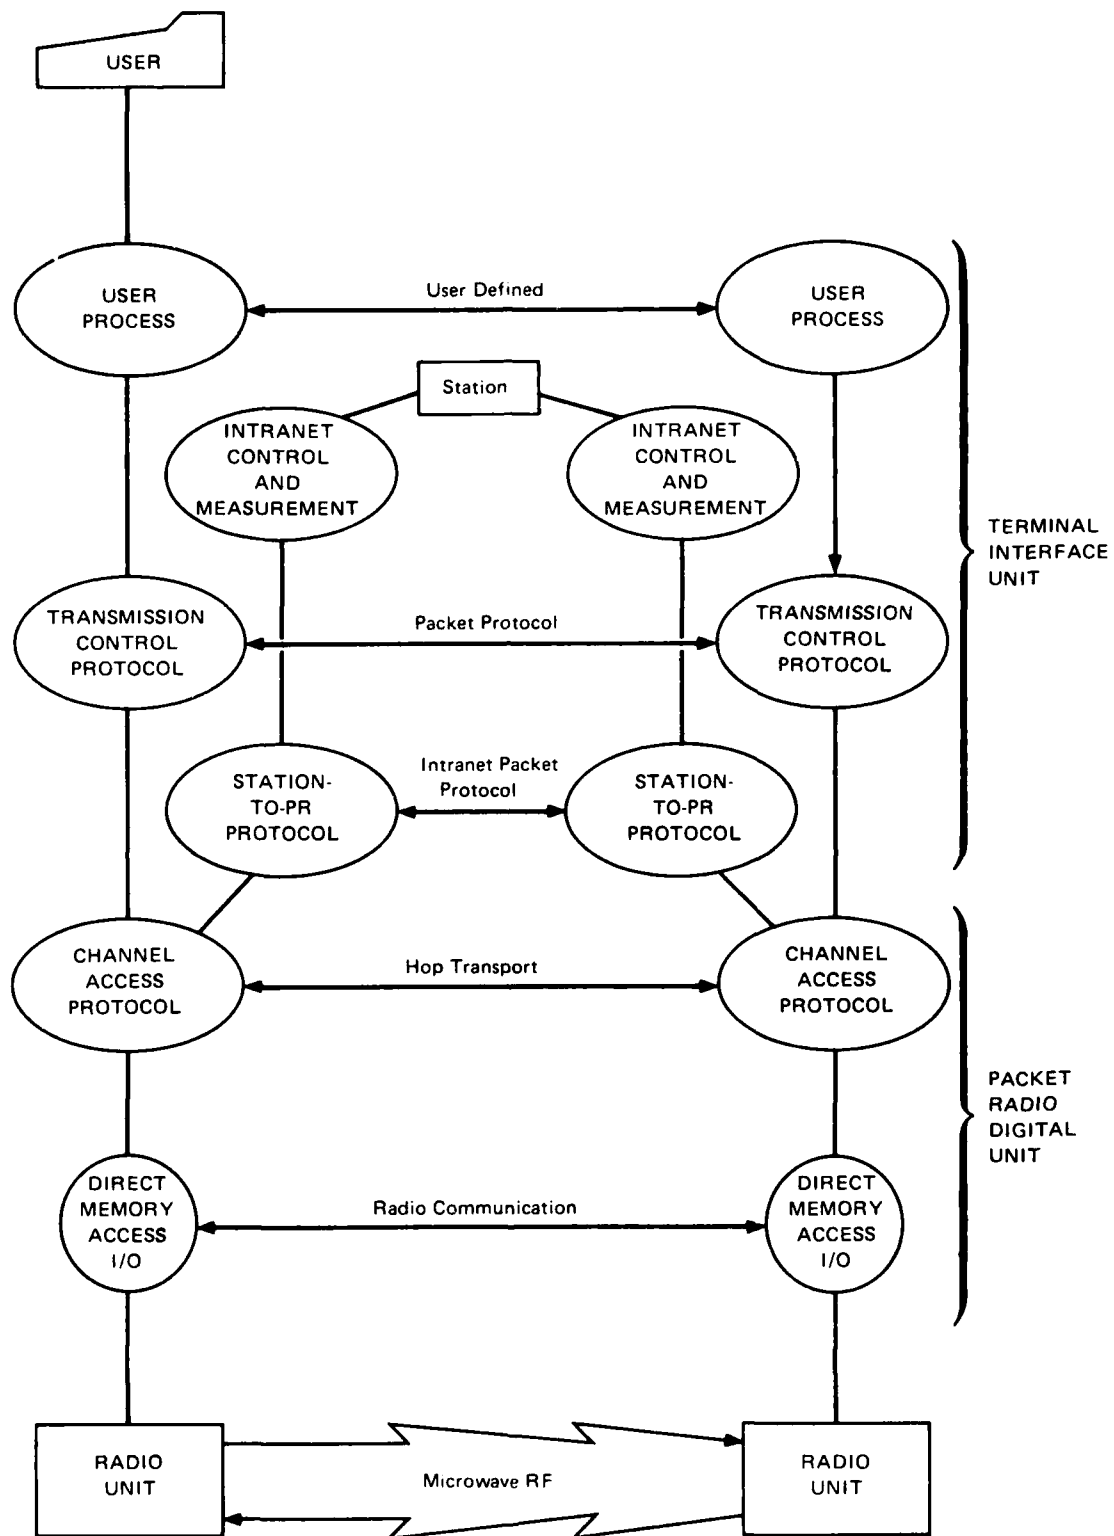 USER
USER
PROCESS
User Defined
USER
PROCESS
Station
INTRANET
CONTROL
AND
MEASUREMENT
INTRANET
CONTROL
AND
MEASUREMENT
TERMINAL
INTERFACE
UNIT
TRANSMISSION
CONTROL
PROTOCOL
Packet Protocol
TRANSMISSION
CONTROL
PROTOCOL
STATION-
TO-PR
PROTOCOL
Intranet Packet
Protocol
STATION-
TO-PR
PROTOCOL
CHANNEL
ACCESS
PROTOCOL
Hop Transport
CHANNEL
ACCESS
PROTOCOL
PACKET
RADIO
DIGITAL
UNIT
DIRECT
MEMORY
ACCESS
I/O
Radio Communication
DIRECT
MEMORY
ACCESS
I/O
RADIO
UNIT
Microwave RF
RADIO
UNIT